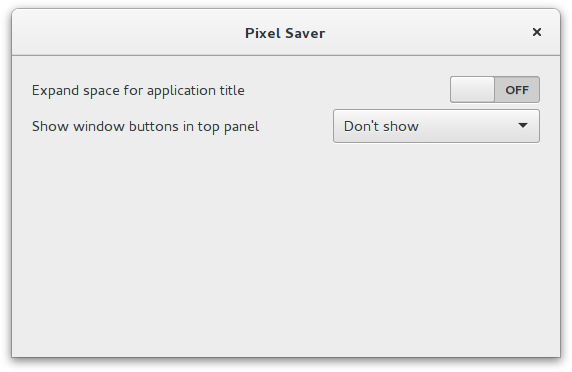 Pixel Saver
Expand space for application title OFF
Show window buttons in top panel Don't show